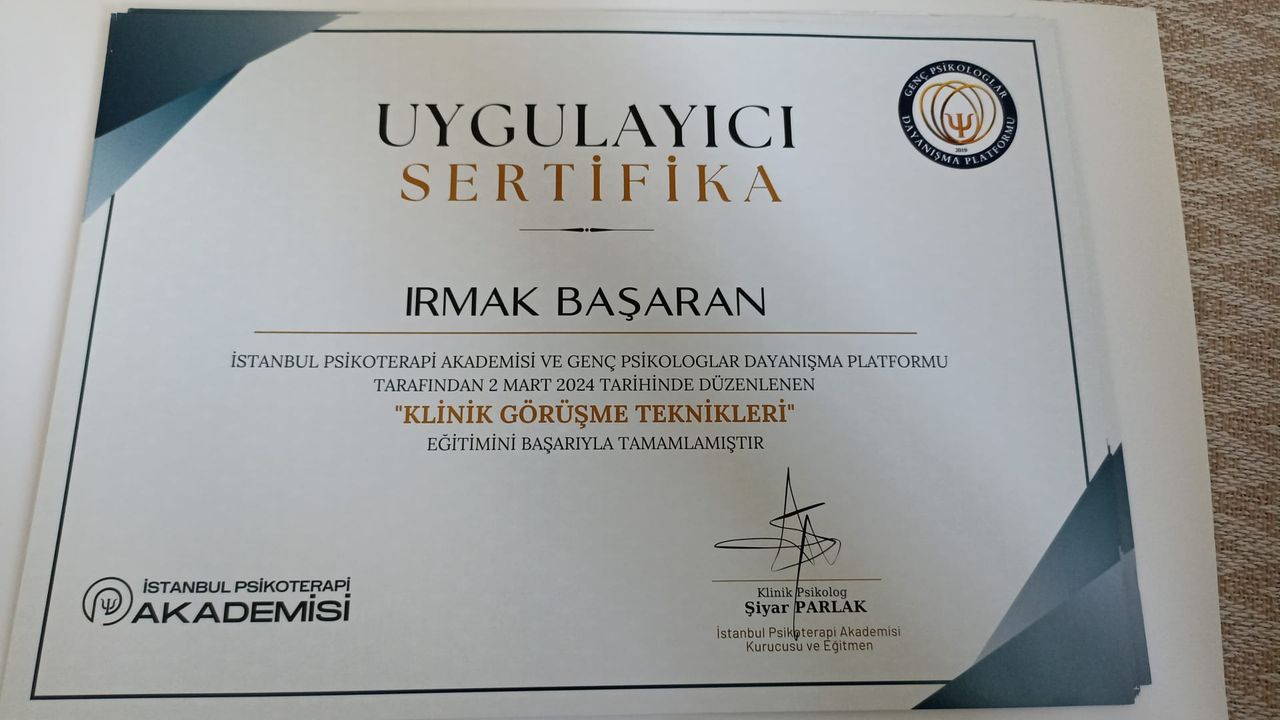 UYGULAYICI
SERTİFİKA
GENÇ PSİKOLOGLAR
DAYANIŞMA PLATFORMU
2019
IRMAK BAŞARAN
İSTANBUL PSİKOTERAPİ AKADEMİSİ VE GENÇ PSİKOLOGLAR DAYANIŞMA PLATFORMU
TARAFINDAN 2 MART 2024 TARİHİNDE DÜZENLENEN
"KLİNİK GÖRÜŞME TEKNİKLERİ"
EĞİTİMİNİ BAŞARIYLA TAMAMLAMIŞTIR
İSTANBUL PSİKOTERAPİ
AKADEMİSİ
Klinik Psikolog
Şiyar PARLAK
İstanbul Psikoterapi Akademisi
Kurucusu ve Eğitmen